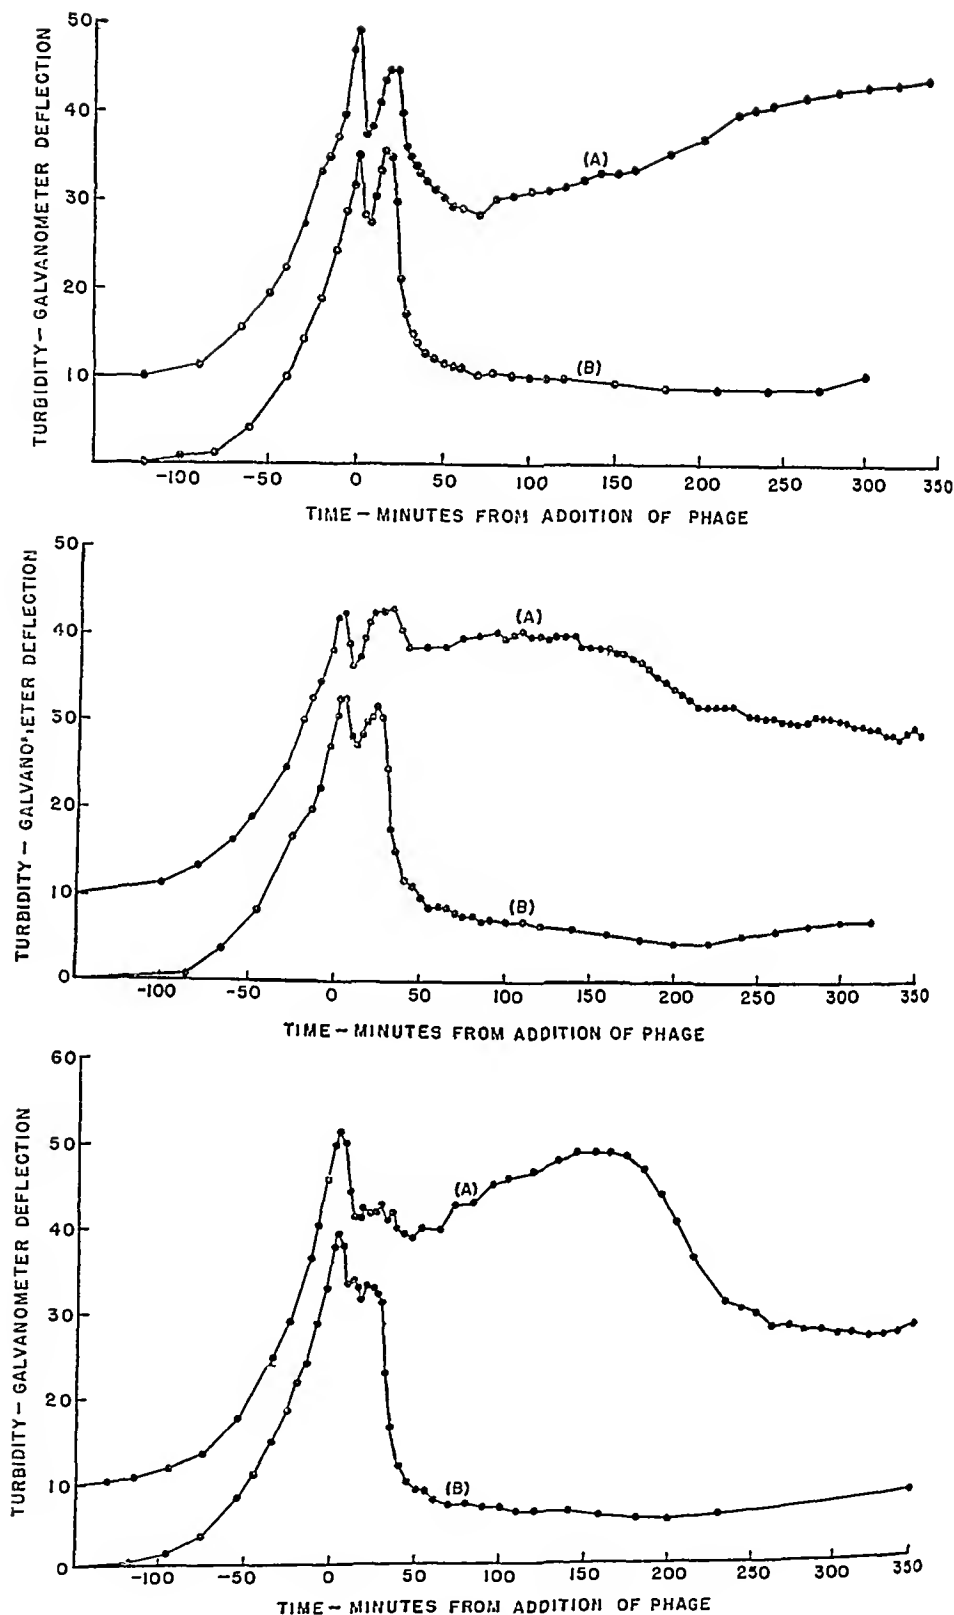 TURBIDITY – GALVANOMETER DEFLECTION
50
40
30
20
10
(A)
(B)
-100 -50 0 50 100 150 200 250 300 350
TIME – MINUTES FROM ADDITION OF PHAGE
TURBIDITY – GALVANOMETER DEFLECTION
50
40
30
20
10
0
(A)
(B)
-100 -50 0 50 100 150 200 250 300 350
TIME – MINUTES FROM ADDITION OF PHAGE
TURBIDITY – GALVANOMETER DEFLECTION
60
50
40
30
20
10
0
(A)
(B)
-100 -50 0 50 100 150 200 250 300 350
TIME – MINUTES FROM ADDITION OF PHAGE